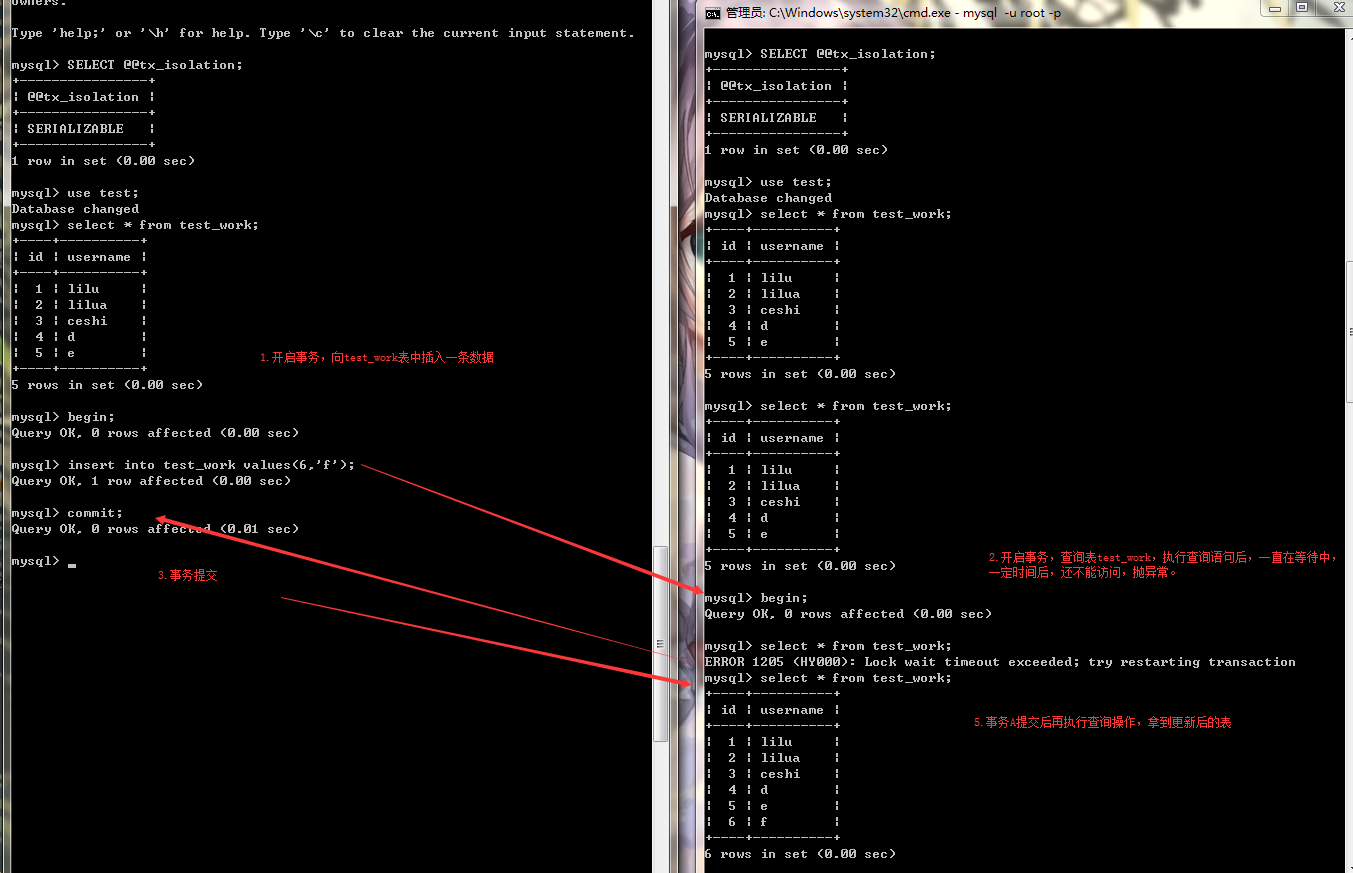 owners.
Type 'help;' or '\h' for help. Type '\c' to clear the current input statement.
mysql> SELECT @@tx_isolation;
+----------------+
| @@tx_isolation |
+----------------+
| SERIALIZABLE   |
+----------------+
1 row in set (0.00 sec)
mysql> use test;
Database changed
mysql> select * from test_work;
+----+----------+
| id | username |
+----+----------+
|  1 | lilu     |
|  2 | lilua    |
|  3 | ceshi    |
|  4 | d        |
|  5 | e        |
+----+----------+
5 rows in set (0.00 sec)
1.开启事务，向test_work表中插入一条数据
mysql> begin;
Query OK, 0 rows affected (0.00 sec)
mysql> insert into test_work values(6,'f');
Query OK, 1 row affected (0.00 sec)
mysql> commit;
Query OK, 0 rows affected (0.01 sec)
mysql> _
3.事务提交
管理员: C:\Windows\system32\cmd.exe - mysql  -u root -p
mysql> SELECT @@tx_isolation;
+----------------+
| @@tx_isolation |
+----------------+
| SERIALIZABLE   |
+----------------+
1 row in set (0.00 sec)
mysql> use test;
Database changed
mysql> select * from test_work;
+----+----------+
| id | username |
+----+----------+
|  1 | lilu     |
|  2 | lilua    |
|  3 | ceshi    |
|  4 | d        |
|  5 | e        |
+----+----------+
5 rows in set (0.00 sec)
mysql> select * from test_work;
+----+----------+
| id | username |
+----+----------+
|  1 | lilu     |
|  2 | lilua    |
|  3 | ceshi    |
|  4 | d        |
|  5 | e        |
+----+----------+
5 rows in set (0.00 sec)
2.开启事务，查询表test_work，执行查询语句后，一直在等待中，
一定时间后，还不能访问，抛异常。
mysql> begin;
Query OK, 0 rows affected (0.00 sec)
mysql> select * from test_work;
ERROR 1205 (HY000): Lock wait timeout exceeded; try restarting transaction
mysql> select * from test_work;
+----+----------+
| id | username |
+----+----------+
|  1 | lilu     |
|  2 | lilua    |
|  3 | ceshi    |
|  4 | d        |
|  5 | e        |
|  6 | f        |
+----+----------+
6 rows in set (0.00 sec)
5.事务A提交后再执行查询操作，拿到更新后的表